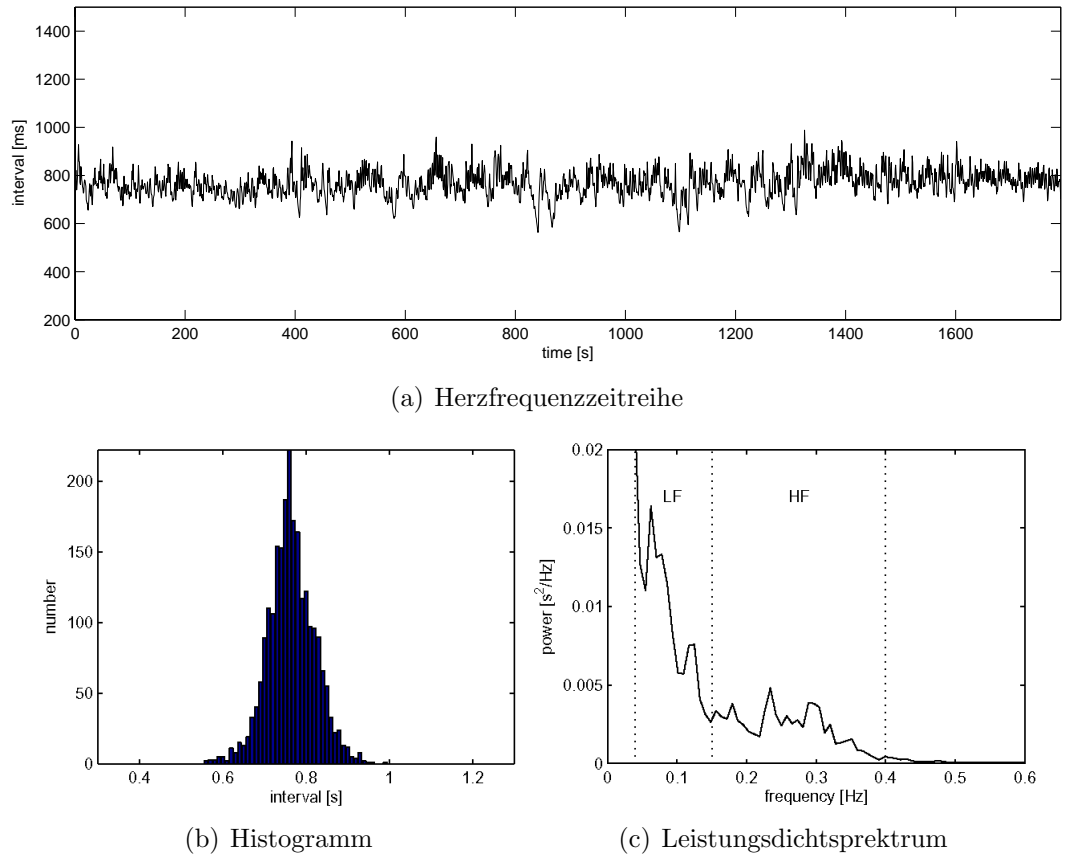 1400
1200
1000
800
600
400
200
interval [ms]
0 200 400 600 800 1000 1200 1400 1600
time [s]
(a) Herzfrequenzzeitreihe
200
150
100
50
0
number
0.4 0.6 0.8 1 1.2
interval [s]
(b) Histogramm
0.02
0.015
0.01
0.005
0
power [s²/Hz]
LF HF
0 0.1 0.2 0.3 0.4 0.5 0.6
frequency [Hz]
(c) Leistungsdichtsprektrum